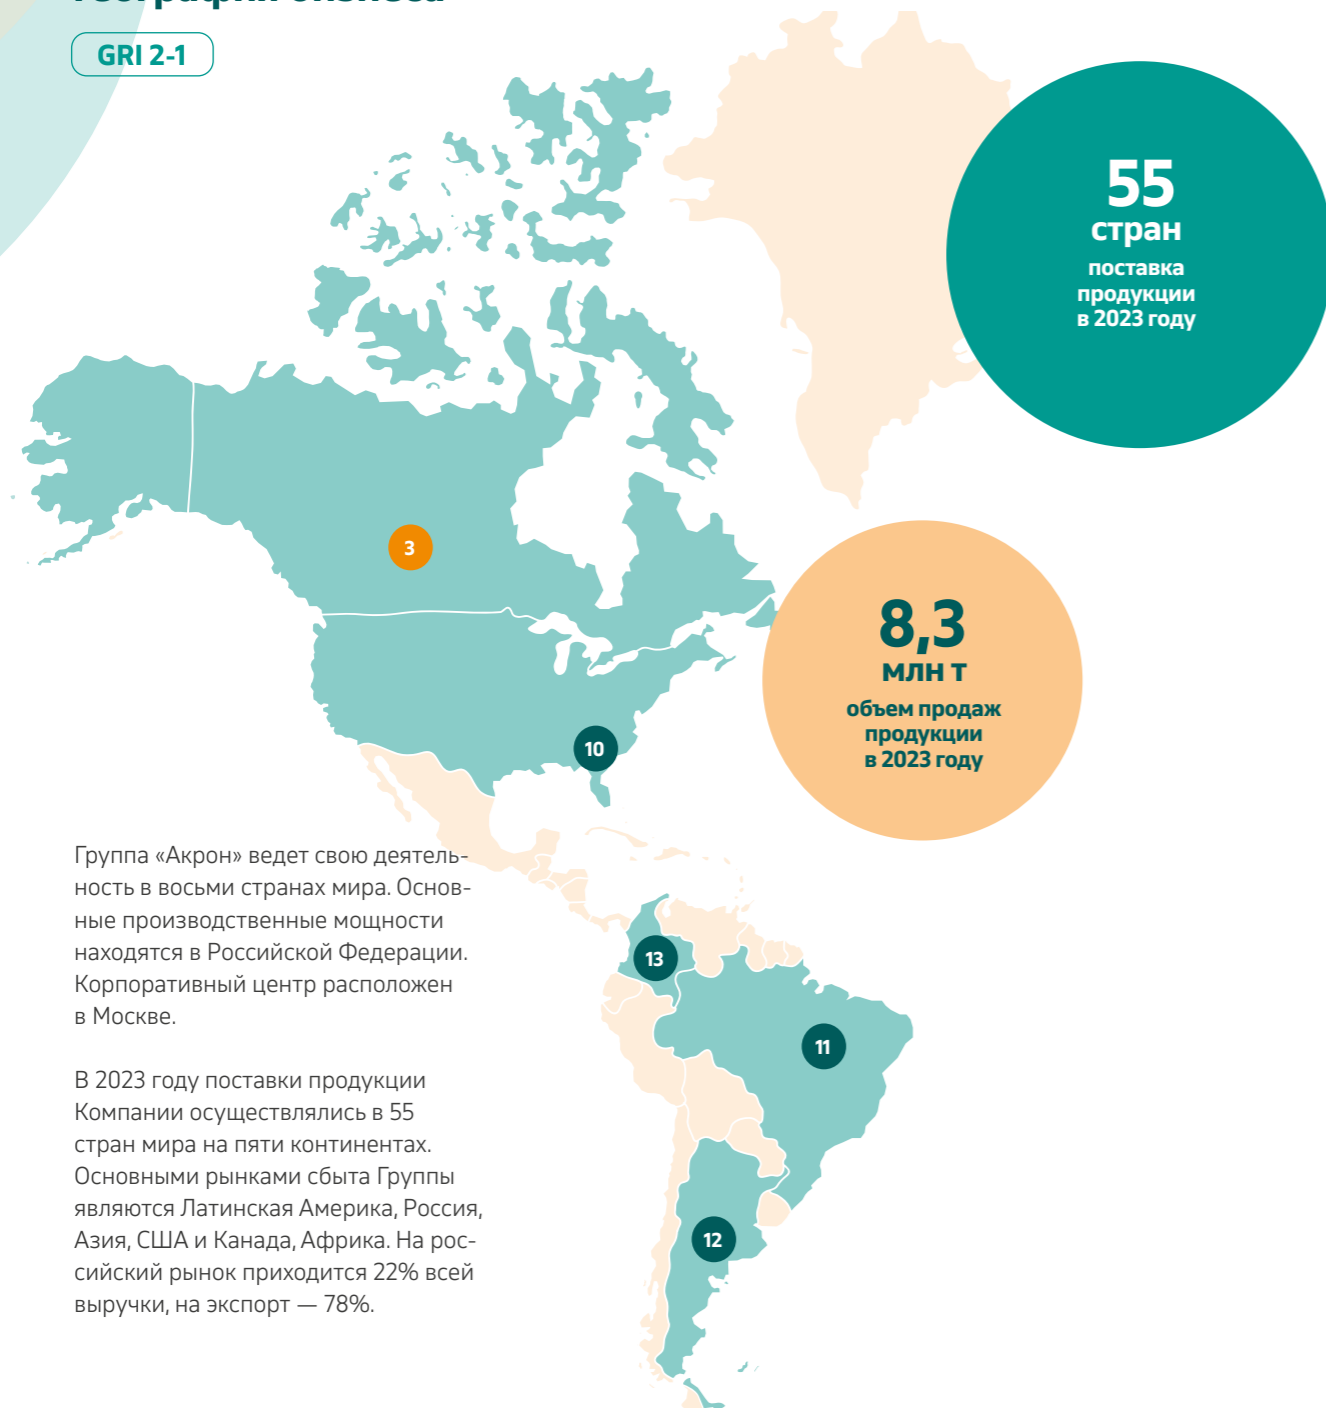 География бизнеса
GRI 2-1
55
стран
поставка
продукции
в 2023 году
3
8,3
млн т
объем продаж
продукции
в 2023 году
10
Группа «Акрон» ведет свою деятель-
ность в восьми странах мира. Основ-
ные производственные мощности
находятся в Российской Федерации.
Корпоративный центр расположен
в Москве.
13
11
В 2023 году поставки продукции
Компании осуществлялись в 55
стран мира на пяти континентах.
Основными рынками сбыта Группы
являются Латинская Америка, Россия,
Азия, США и Канада, Африка. На рос-
сийский рынок приходится 22% всей
выручки, на экспорт — 78%.
12